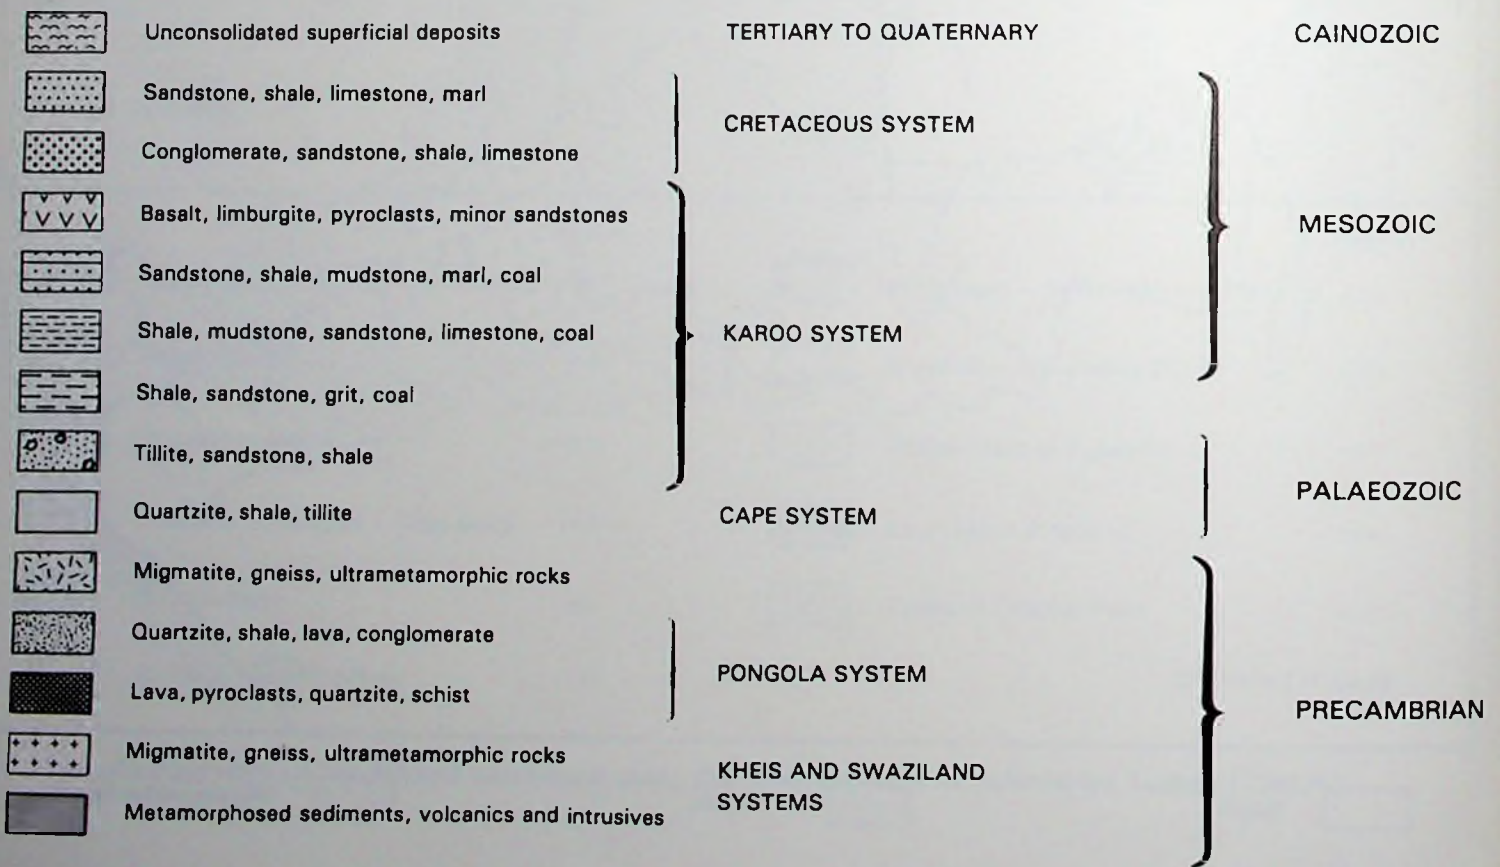 Unconsolidated superficial deposits TERTIARY TO QUATERNARY CAINOZOIC
Sandstone, shale, limestone, marl
CRETACEOUS SYSTEM
Conglomerate, sandstone, shale, limestone
Basalt, limburgite, pyroclasts, minor sandstones MESOZOIC
Sandstone, shale, mudstone, marl, coal
Shale, mudstone, sandstone, limestone, coal KAROO SYSTEM
Shale, sandstone, grit, coal
Tillite, sandstone, shale
PALAEOZOIC
Quartzite, shale, tillite CAPE SYSTEM
Migmatite, gneiss, ultrametamorphic rocks
Quartzite, shale, lava, conglomerate
PONGOLA SYSTEM
Lava, pyroclasts, quartzite, schist
PRECAMBRIAN
Migmatite, gneiss, ultrametamorphic rocks
KHEIS AND SWAZILAND
SYSTEMS
Metamorphosed sediments, volcanics and intrusives